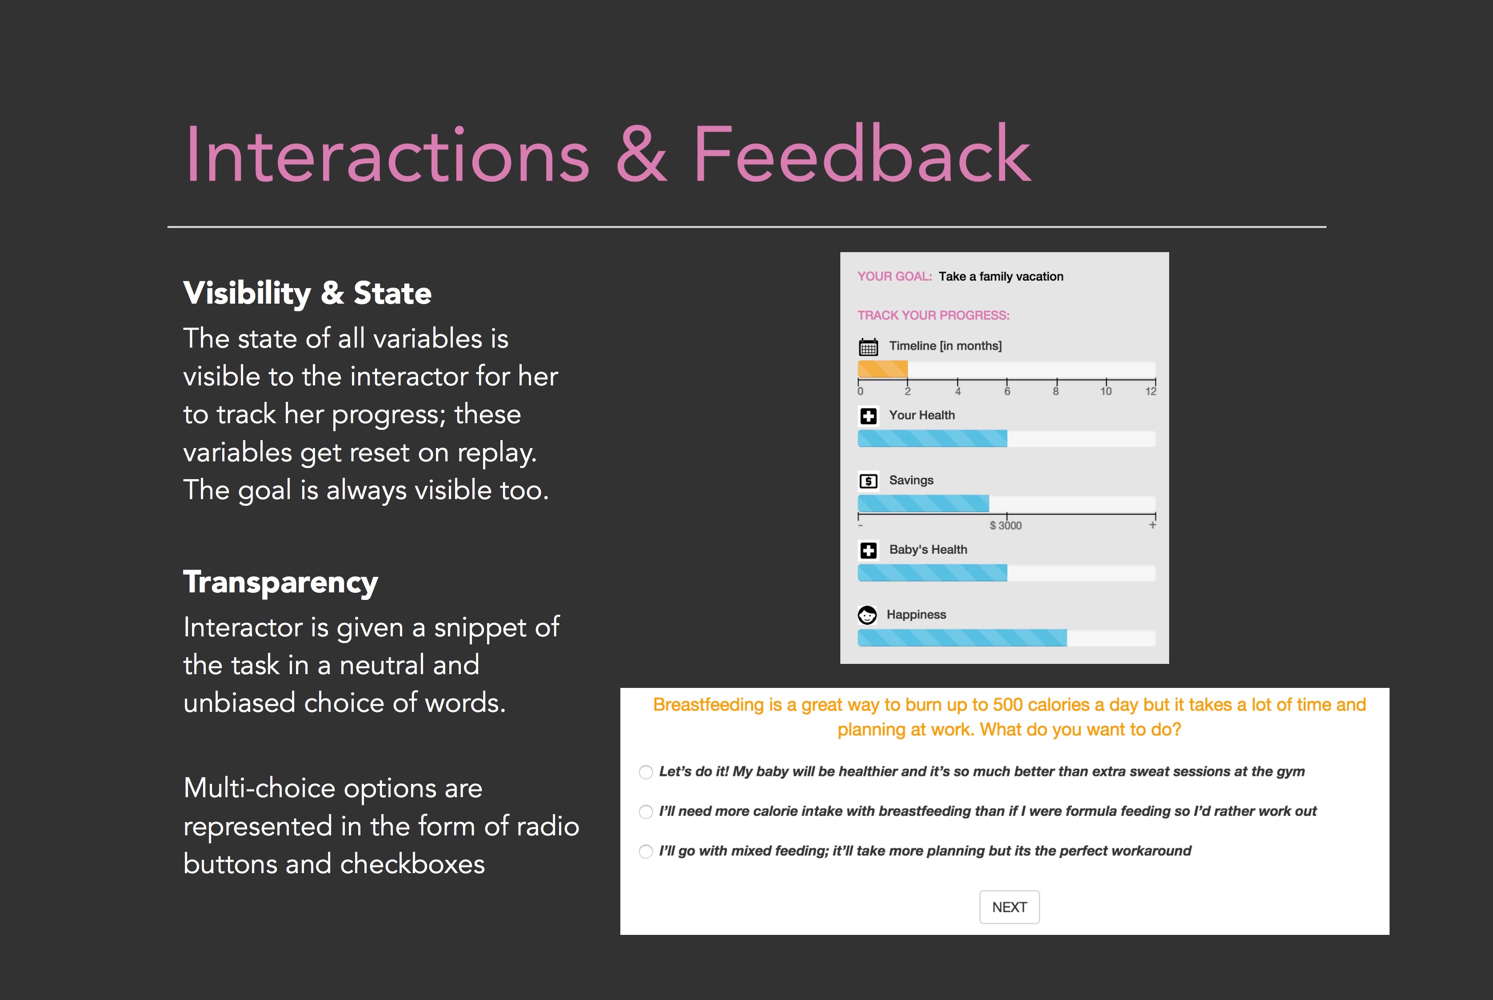 Interactions & Feedback
Visibility & State
The state of all variables is
visible to the interactor for her
to track her progress; these
variables get reset on replay.
The goal is always visible too.
Transparency
Interactor is given a snippet of
the task in a neutral and
unbiased choice of words.
Multi-choice options are
represented in the form of radio
buttons and checkboxes
YOUR GOAL: Take a family vacation
TRACK YOUR PROGRESS:
Timeline [in months]
0 2 4 6 8 10 12
Your Health
Savings
- $ 3000 +
Baby's Health
Happiness
Breastfeeding is a great way to burn up to 500 calories a day but it takes a lot of time and
planning at work. What do you want to do?
Let's do it! My baby will be healthier and it's so much better than extra sweat sessions at the gym
I'll need more calorie intake with breastfeeding than if I were formula feeding so I'd rather work out
I'll go with mixed feeding; it'll take more planning but its the perfect workaround
NEXT